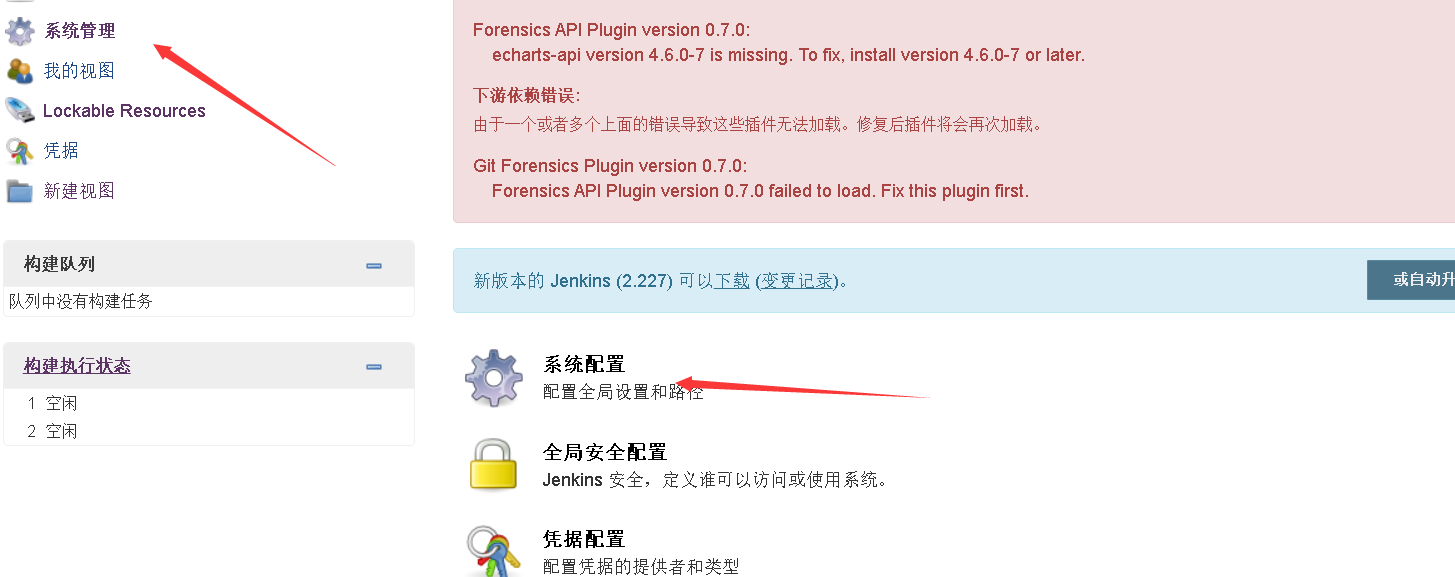 系统管理
我的视图
Lockable Resources
凭据
新建视图
构建队列
队列中没有构建任务
构建执行状态
1 空闲
2 空闲
Forensics API Plugin version 0.7.0:
echarts-api version 4.6.0-7 is missing. To fix, install version 4.6.0-7 or later.
下游依赖错误:
由于一个或者多个上面的错误导致这些插件无法加载。修复后插件将会再次加载。
Git Forensics Plugin version 0.7.0:
Forensics API Plugin version 0.7.0 failed to load. Fix this plugin first.
新版本的 Jenkins (2.227) 可以下载 (变更记录)。
或自动升
系统配置
配置全局设置和路径
全局安全配置
Jenkins 安全，定义谁可以访问或使用系统。
凭据配置
配置凭据的提供者和类型